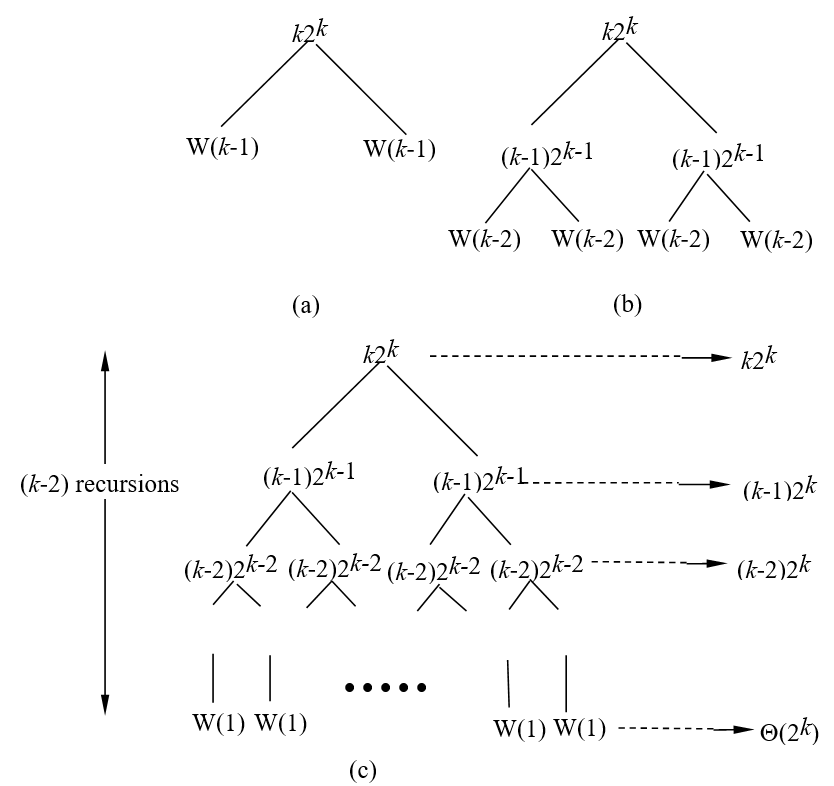 k2^k k2^k
W(k-1) W(k-1) (k-1)2^k-1 (k-1)2^k-1
W(k-2) W(k-2) W(k-2) W(k-2)
(a) (b)
k2^k k2^k
(k-2) recursions (k-1)2^k-1 (k-1)2^k-1 (k-1)2^k
(k-2)2^k-2 (k-2)2^k-2 (k-2)2^k-2 (k-2)2^k-2 (k-2)2^k
W(1) W(1) ••••• W(1) W(1) Θ(2^k)
(c)